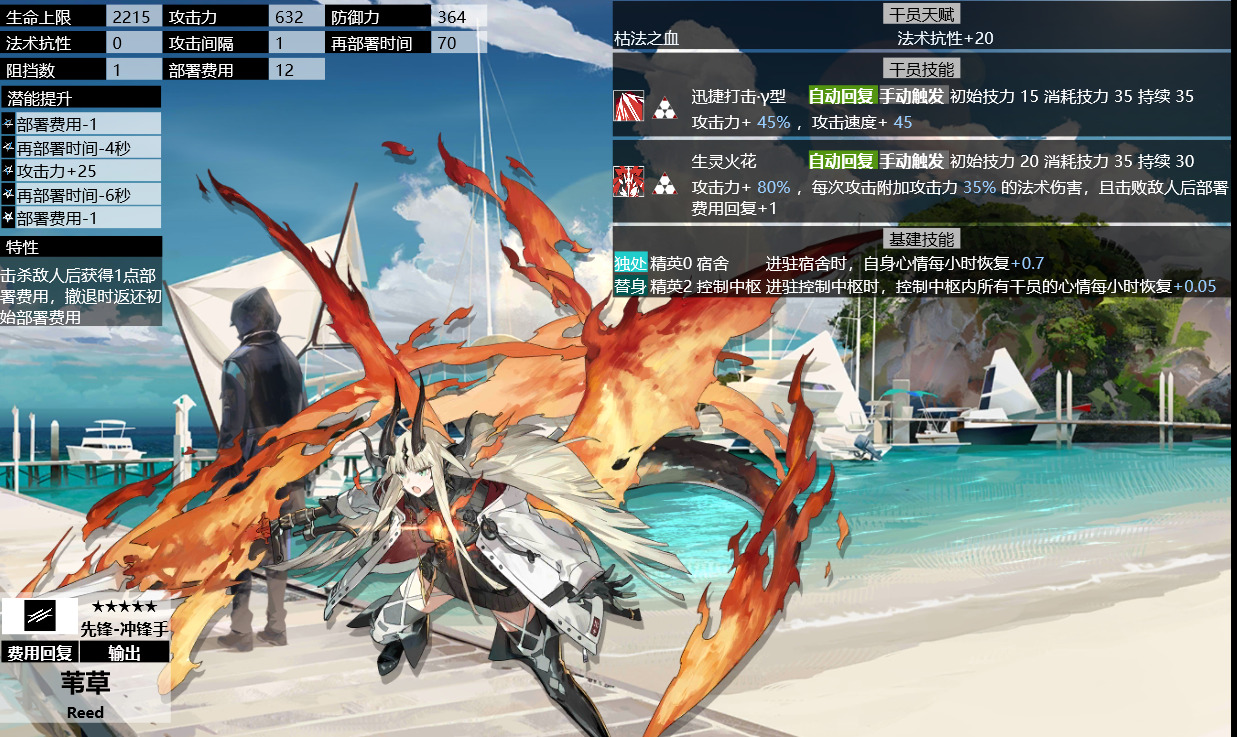 生命上限 2215 攻击力 632 防御力 364
法术抗性 0 攻击间隔 1 再部署时间 70
阻挡数 1 部署费用 12
潜能提升
部署费用-1
再部署时间-4秒
攻击力+25
再部署时间-6秒
部署费用-1
特性
击杀敌人后获得1点部
署费用，撤退时返还初
始部署费用
干员天赋
枯法之血 法术抗性+20
干员技能
迅捷打击·γ型 自动回复 手动触发 初始技力 15 消耗技力 35 持续 35
攻击力+ 45% ，攻击速度+ 45
生灵火花 自动回复 手动触发 初始技力 20 消耗技力 35 持续 30
攻击力+ 80% ，每次攻击附加攻击力 35% 的法术伤害，且击败敌人后部署
费用回复+1
基建技能
独处 精英0 宿舍 进驻宿舍时，自身心情每小时恢复+0.7
替身 精英2 控制中枢 进驻控制中枢时，控制中枢内所有干员的心情每小时恢复+0.05
★★★★★
先锋-冲锋手
费用回复 输出
苇草
Reed